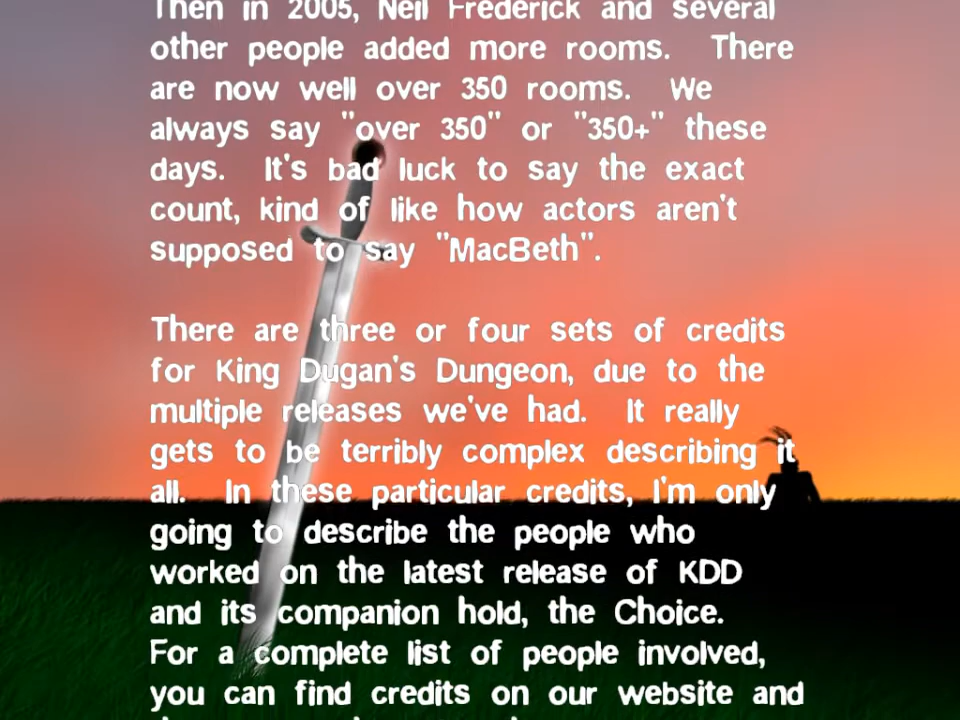 Then in 2005, Neil Frederick and several
other people added more rooms. There
are now well over 350 rooms. We
always say "over 350" or "350+" these
days. It's bad luck to say the exact
count, kind of like how actors aren't
supposed to say "MacBeth".
There are three or four sets of credits
for King Dugan's Dungeon, due to the
multiple releases we've had. It really
gets to be terribly complex describing it
all. In these particular credits, I'm only
going to describe the people who
worked on the latest release of KDD
and its companion hold, the Choice.
For a complete list of people involved,
you can find credits on our website and